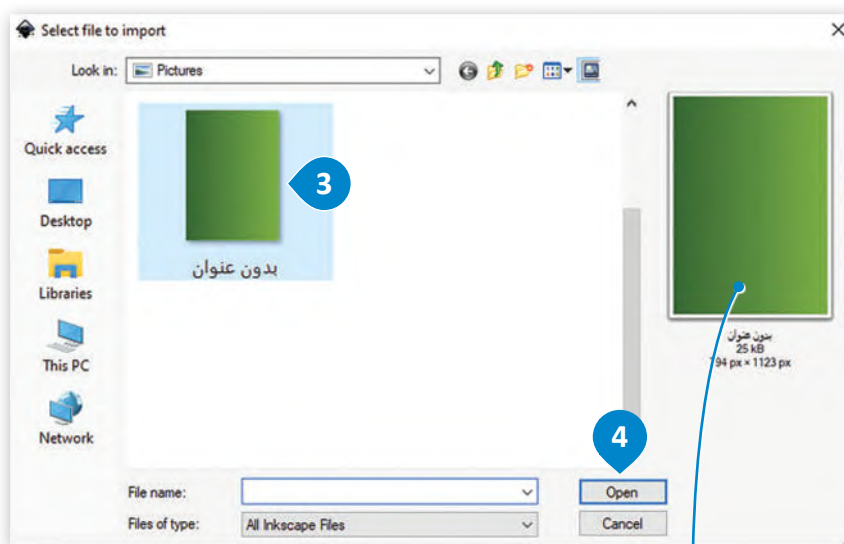 Select file to import
Look in: Pictures
Quick access
Desktop
Libraries
This PC
Network
3
بدون عنوان
بدون عنوان
25 kB
94 px × 1123 px
4
File name:
Open
Files of type: All Inkscape Files
Cancel